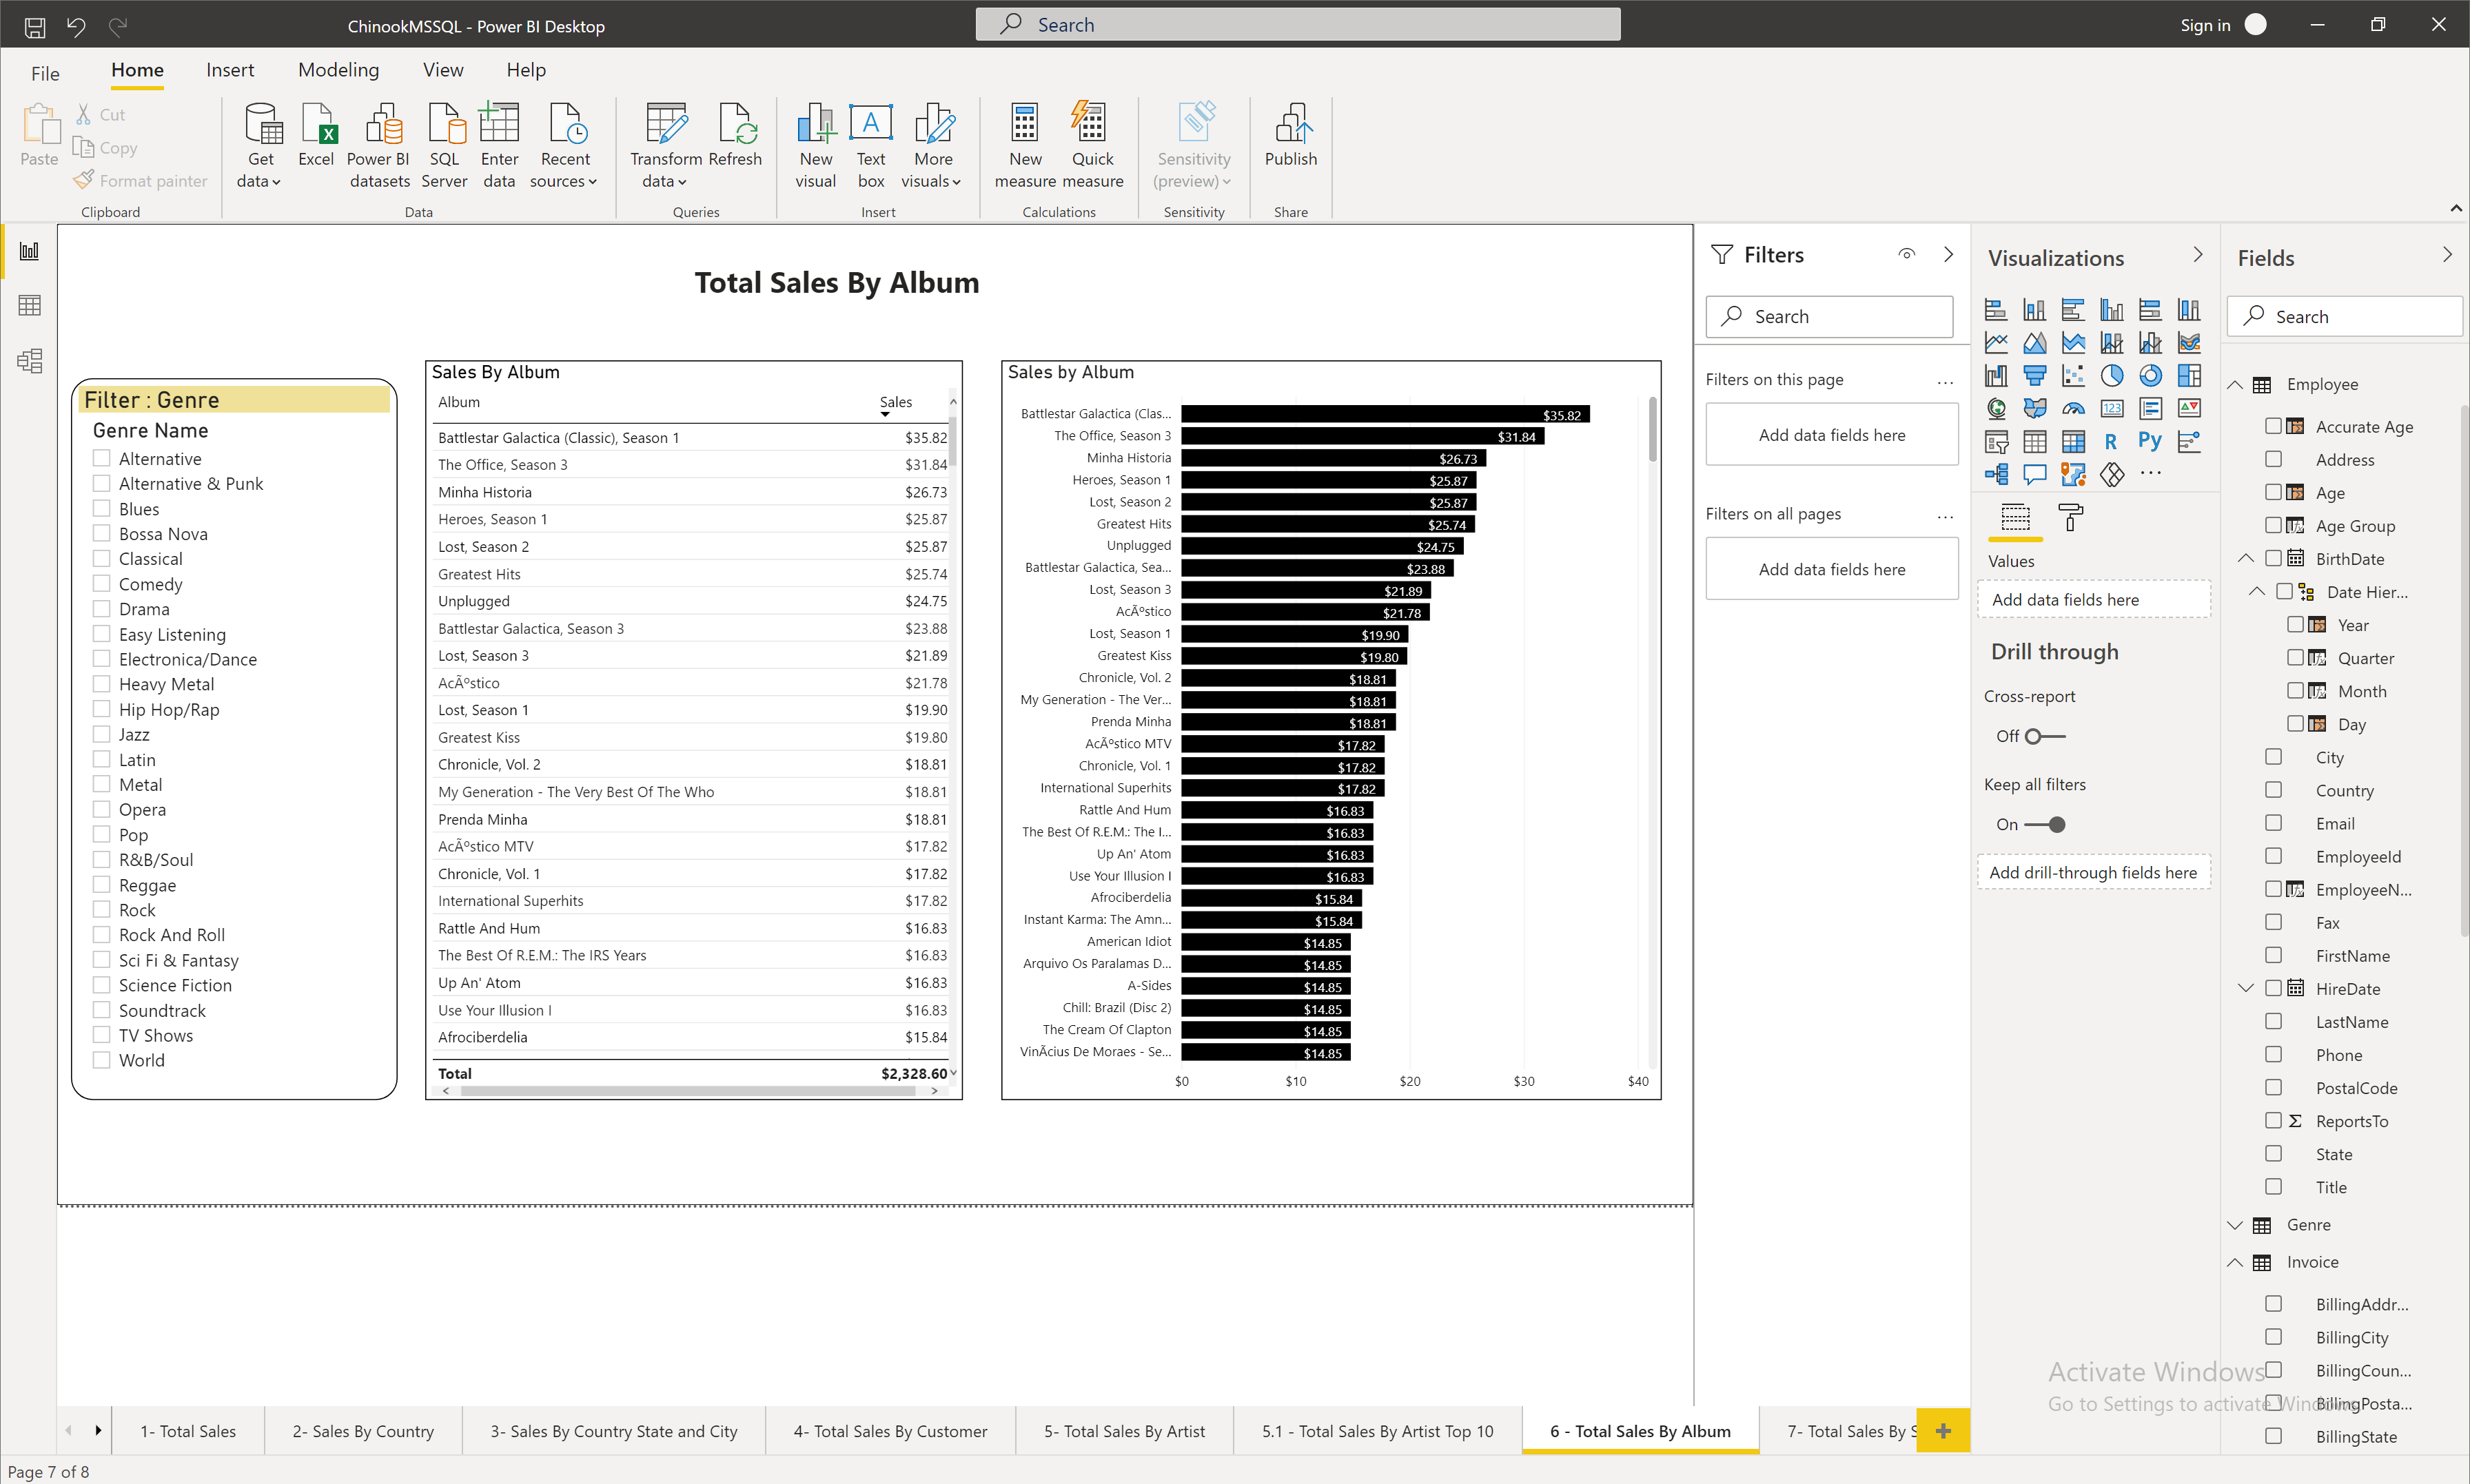 ChinookMSSQL - Power BI Desktop
Search
Sign in
File
Home
Insert
Modeling
View
Help
Paste
Cut
Copy
Format painter
Clipboard
Get data
Excel
Power BI datasets
SQL Server
Enter data
Recent sources
Data
Transform data
Refresh
Queries
New visual
Text box
More visuals
Insert
New measure
Quick measure
Calculations
Sensitivity (preview)
Sensitivity
Publish
Share
Total Sales By Album
Filter : Genre
Genre Name
Alternative
Alternative & Punk
Blues
Bossa Nova
Classical
Comedy
Drama
Easy Listening
Electronica/Dance
Heavy Metal
Hip Hop/Rap
Jazz
Latin
Metal
Opera
Pop
R&B/Soul
Reggae
Rock
Rock And Roll
Sci Fi & Fantasy
Science Fiction
Soundtrack
TV Shows
World
Sales By Album
Album Sales
Battlestar Galactica (Classic), Season 1 $35.82
The Office, Season 3 $31.84
Minha Historia $26.73
Heroes, Season 1 $25.87
Lost, Season 2 $25.87
Greatest Hits $25.74
Unplugged $24.75
Battlestar Galactica, Season 3 $23.88
Lost, Season 3 $21.89
AcÃºstico $21.78
Lost, Season 1 $19.90
Greatest Kiss $19.80
Chronicle, Vol. 2 $18.81
My Generation - The Very Best Of The Who $18.81
Prenda Minha $18.81
AcÃºstico MTV $17.82
Chronicle, Vol. 1 $17.82
International Superhits $17.82
Rattle And Hum $16.83
The Best Of R.E.M.: The IRS Years $16.83
Up An' Atom $16.83
Use Your Illusion I $16.83
Afrociberdelia $15.84
Total $2,328.60
Sales by Album
Battlestar Galactica (Clas... $35.82
The Office, Season 3 $31.84
Minha Historia $26.73
Heroes, Season 1 $25.87
Lost, Season 2 $25.87
Greatest Hits $25.74
Unplugged $24.75
Battlestar Galactica, Sea... $23.88
Lost, Season 3 $21.89
AcÃºstico $21.78
Lost, Season 1 $19.90
Greatest Kiss $19.80
Chronicle, Vol. 2 $18.81
My Generation - The Ver... $18.81
Prenda Minha $18.81
AcÃºstico MTV $17.82
Chronicle, Vol. 1 $17.82
International Superhits $17.82
Rattle And Hum $16.83
The Best Of R.E.M.: The I... $16.83
Up An' Atom $16.83
Use Your Illusion I $16.83
Afrociberdelia $15.84
Instant Karma: The Amn... $15.84
American Idiot $14.85
Arquivo Os Paralamas D... $14.85
A-Sides $14.85
Chill: Brazil (Disc 2) $14.85
The Cream Of Clapton $14.85
VinÃcius De Moraes - Se... $14.85
$0 $10 $20 $30 $40
Filters
Search
Filters on this page
Add data fields here
Filters on all pages
Add data fields here
Visualizations
123
R
Py
Values
Add data fields here
Drill through
Cross-report
Off
Keep all filters
On
Add drill-through fields here
Fields
Search
Employee
Accurate Age
Address
Age
Age Group
BirthDate
Date Hier...
Year
Quarter
Month
Day
City
Country
Email
EmployeeId
EmployeeN...
Fax
FirstName
HireDate
LastName
Phone
PostalCode
ReportsTo
State
Title
Genre
Invoice
BillingAddr...
BillingCity
BillingCoun...
BillingPosta...
BillingState
Activate Windows
Go to Settings to activate Windows.
1- Total Sales
2- Sales By Country
3- Sales By Country State and City
4- Total Sales By Customer
5- Total Sales By Artist
5.1 - Total Sales By Artist Top 10
6 - Total Sales By Album
7- Total Sales By S
Page 7 of 8